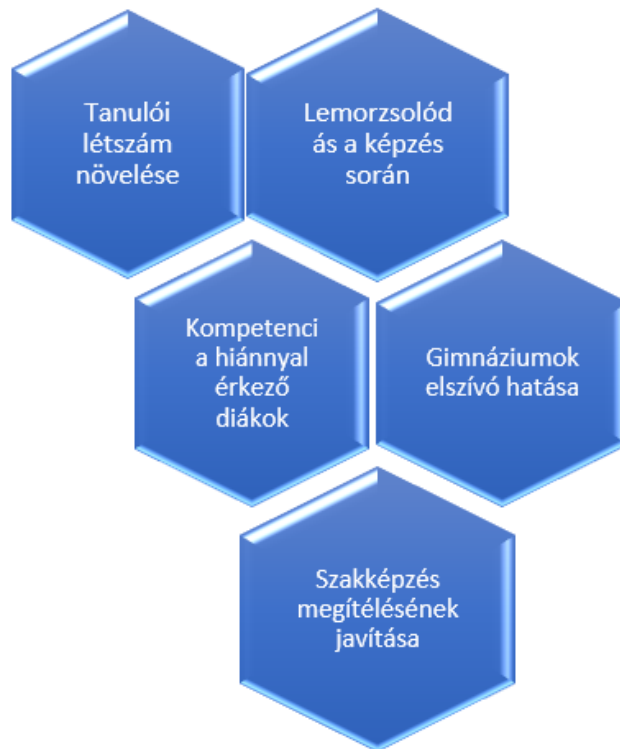 Tanulói
létszám
növelése
Lemorzsolód
ás a képzés
során
Kompetenci
a hiánnyal
érkező
diákok
Gimnáziumok
elszívó hatása
Szakképzés
megítélésének
javítása